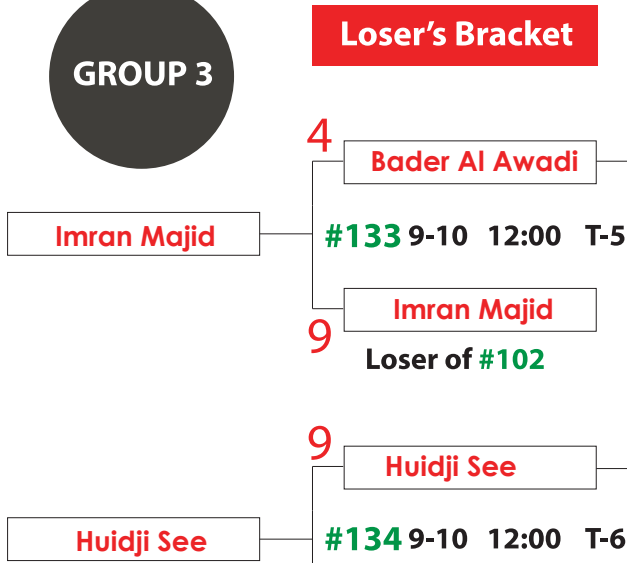 GROUP 3
Loser's Bracket
4
Bader Al Awadi
Imran Majid
#133 9-10 12:00 T-5
Imran Majid
9
Loser of #102
9
Huidji See
Huidji See
#134 9-10 12:00 T-6